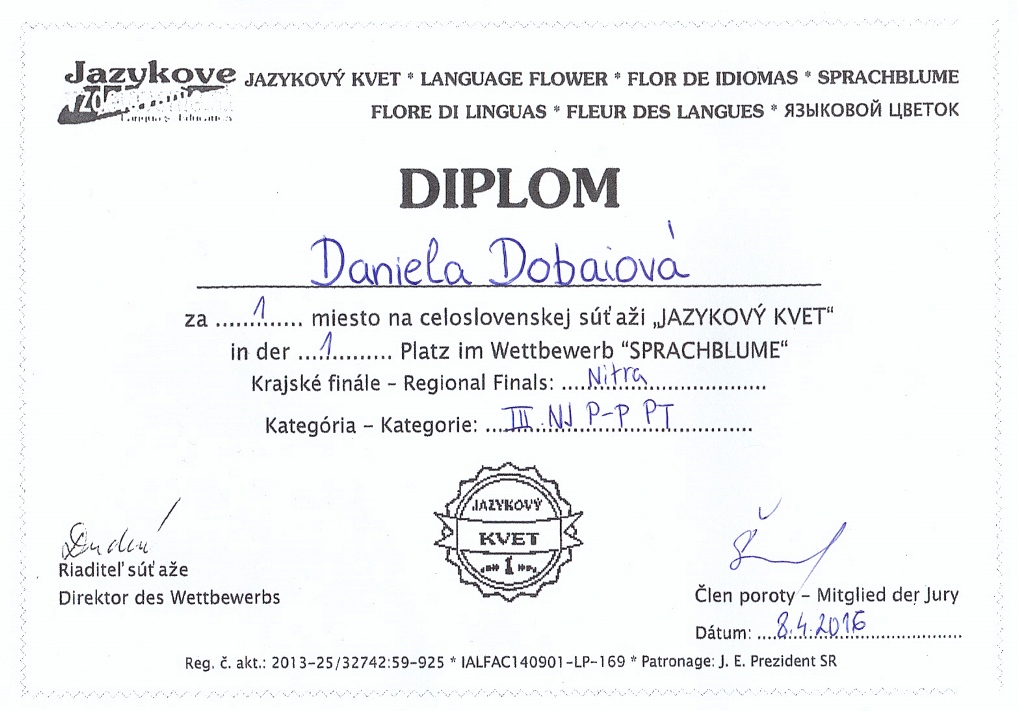 Jazykove
vzdelavanie
Language Education
JAZYKOVÝ KVET * LANGUAGE FLOWER * FLOR DE IDIOMAS * SPRACHBLUME
FLORE DI LINGUAS * FLEUR DES LANGUES * ЯЗЫКОВОЙ ЦВЕТОК
DIPLOM
Daniela Dobaiová
za ......1....... miesto na celoslovenskej súťaži „JAZYKOVÝ KVET“
in der ....1.......... Platz im Wettbewerb “SPRACHBLUME“
Krajské finále – Regional Finals: ....Nitra....................
Kategória – Kategorie: ...III. NJ P-P PT.............
JAZYKOVÝ
KVET
1
Riaditeľ súťaže
Direktor des Wettbewerbs
Člen poroty – Mitglied der Jury
Dátum: ...8.4.2016...............
Reg. č. akt.: 2013-25/32742:59-925 * IALFAC140901-LP-169 * Patronage: J. E. Prezident SR